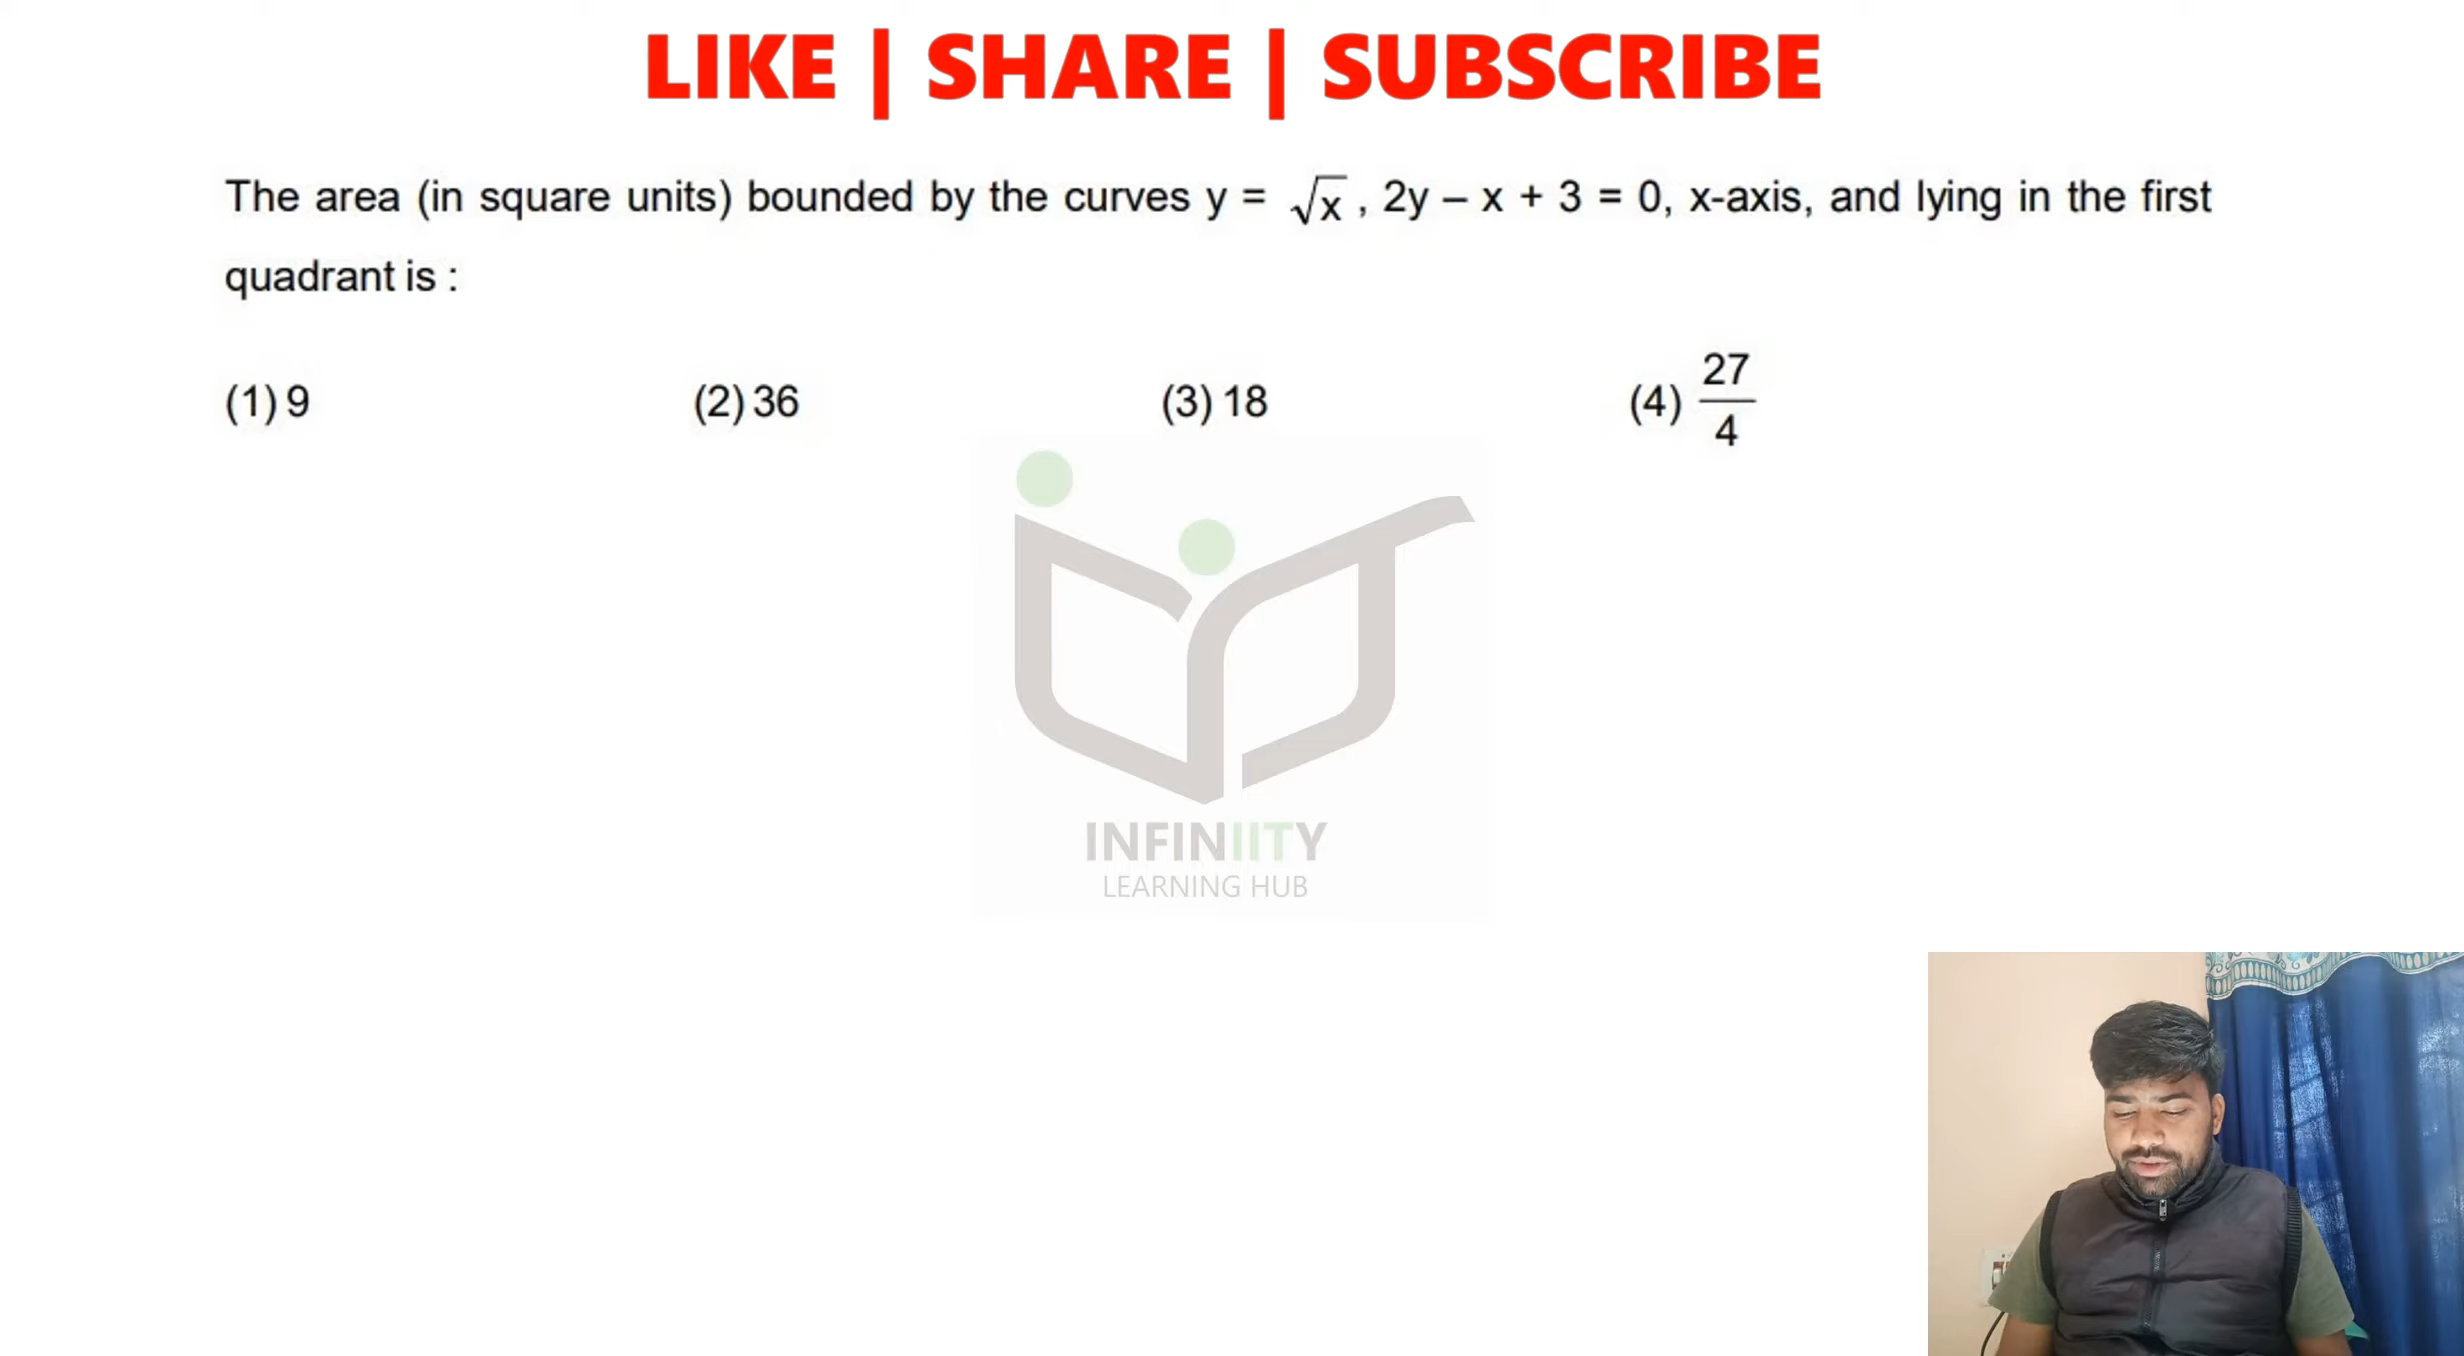 LIKE | SHARE | SUBSCRIBE
The area (in square units) bounded by the curves y = √x , 2y – x + 3 = 0, x-axis, and lying in the first
quadrant is :
(1) 9 (2) 36 (3) 18 (4) 27/4
INFINIITY
LEARNING HUB